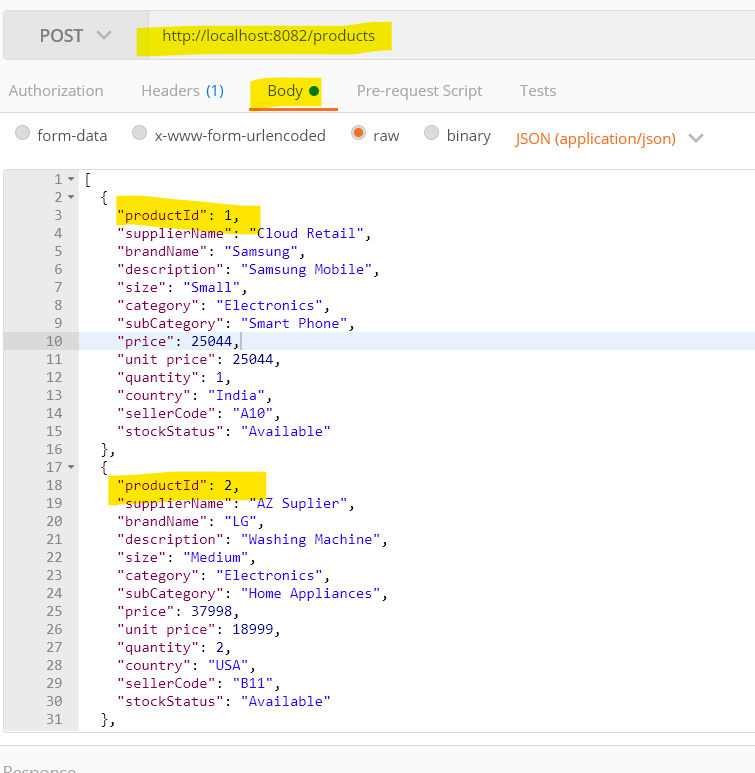 POST http://localhost:8082/products
Authorization Headers (1) Body Pre-request Script Tests
form-data x-www-form-urlencoded raw binary JSON (application/json)
1 [
2 {
3 "productId": 1,
4 "supplierName": "Cloud Retail",
5 "brandName": "Samsung",
6 "description": "Samsung Mobile",
7 "size": "Small",
8 "category": "Electronics",
9 "subCategory": "Smart Phone",
10 "price": 25044,
11 "unit price": 25044,
12 "quantity": 1,
13 "country": "India",
14 "sellerCode": "A10",
15 "stockStatus": "Available"
16 },
17 {
18 "productId": 2,
19 "supplierName": "AZ Suplier",
20 "brandName": "LG",
21 "description": "Washing Machine",
22 "size": "Medium",
23 "category": "Electronics",
24 "subCategory": "Home Appliances",
25 "price": 37998,
26 "unit price": 18999,
27 "quantity": 2,
28 "country": "USA",
29 "sellerCode": "B11",
30 "stockStatus": "Available"
31 },
Response